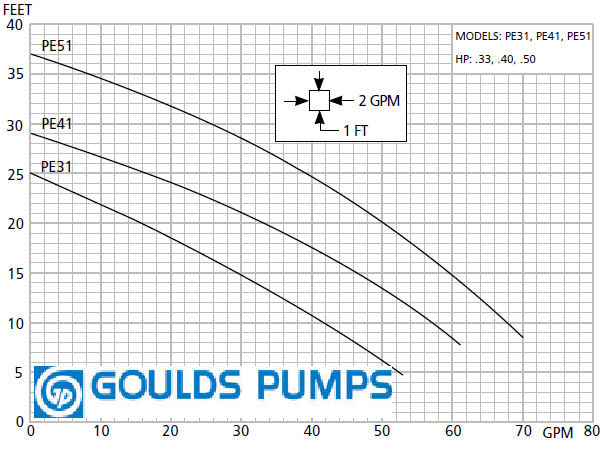 FEET
40
PE51
MODELS: PE31, PE41, PE51
HP: .33, .40, .50
35
2 GPM
1 FT
30
PE41
25
PE31
20
15
10
5
GOULDS PUMPS
0
0 10 20 30 40 50 60 70 GPM 80